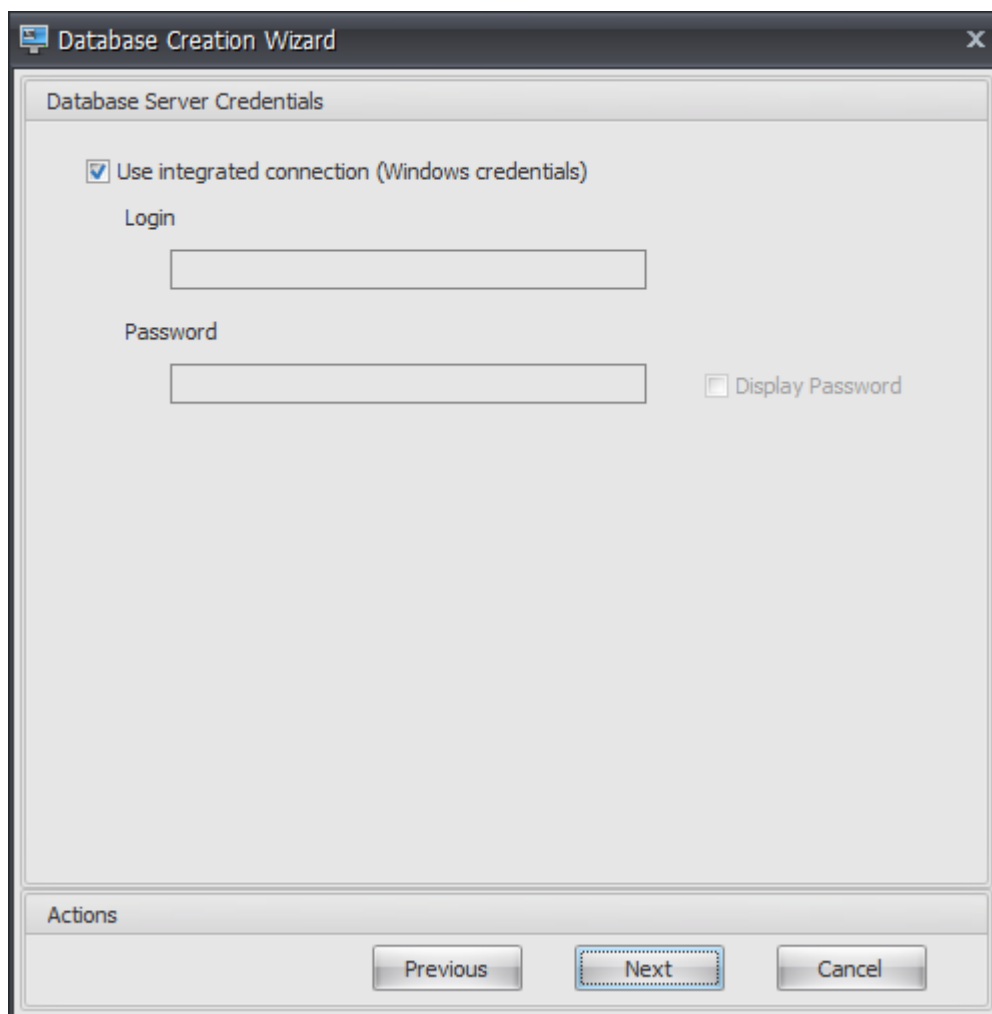 Database Creation Wizard
Database Server Credentials
Use integrated connection (Windows credentials)
Login
Password
Display Password
Actions
Previous Next Cancel